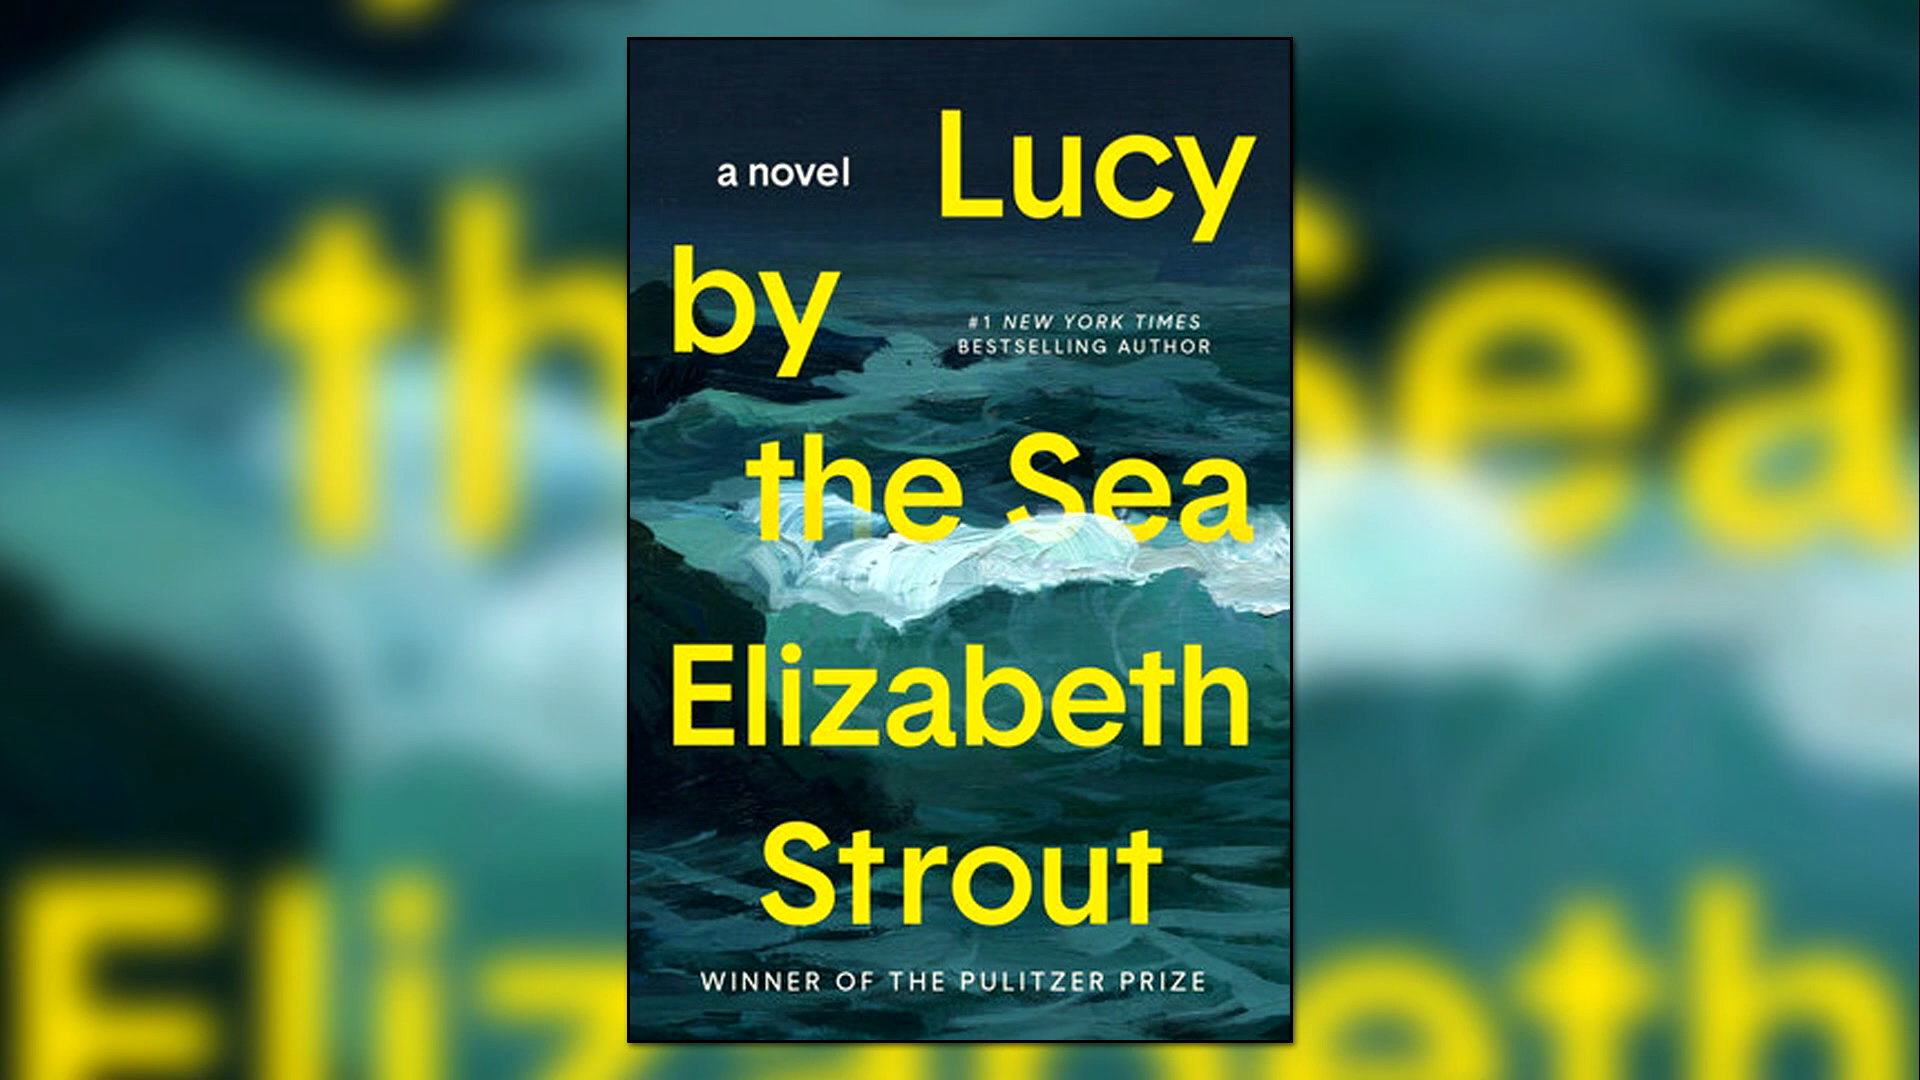 Lucy
a novel
by
#1 NEW YORK TIMES
BESTSELLING AUTHOR
the Sea
Elizabeth
Strout
WINNER OF THE PULITZER PRIZE